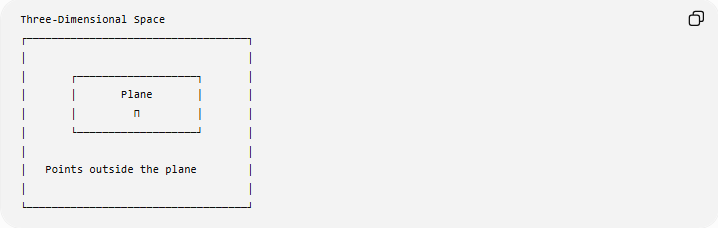 Three-Dimensional Space
Plane
Π
Points outside the plane